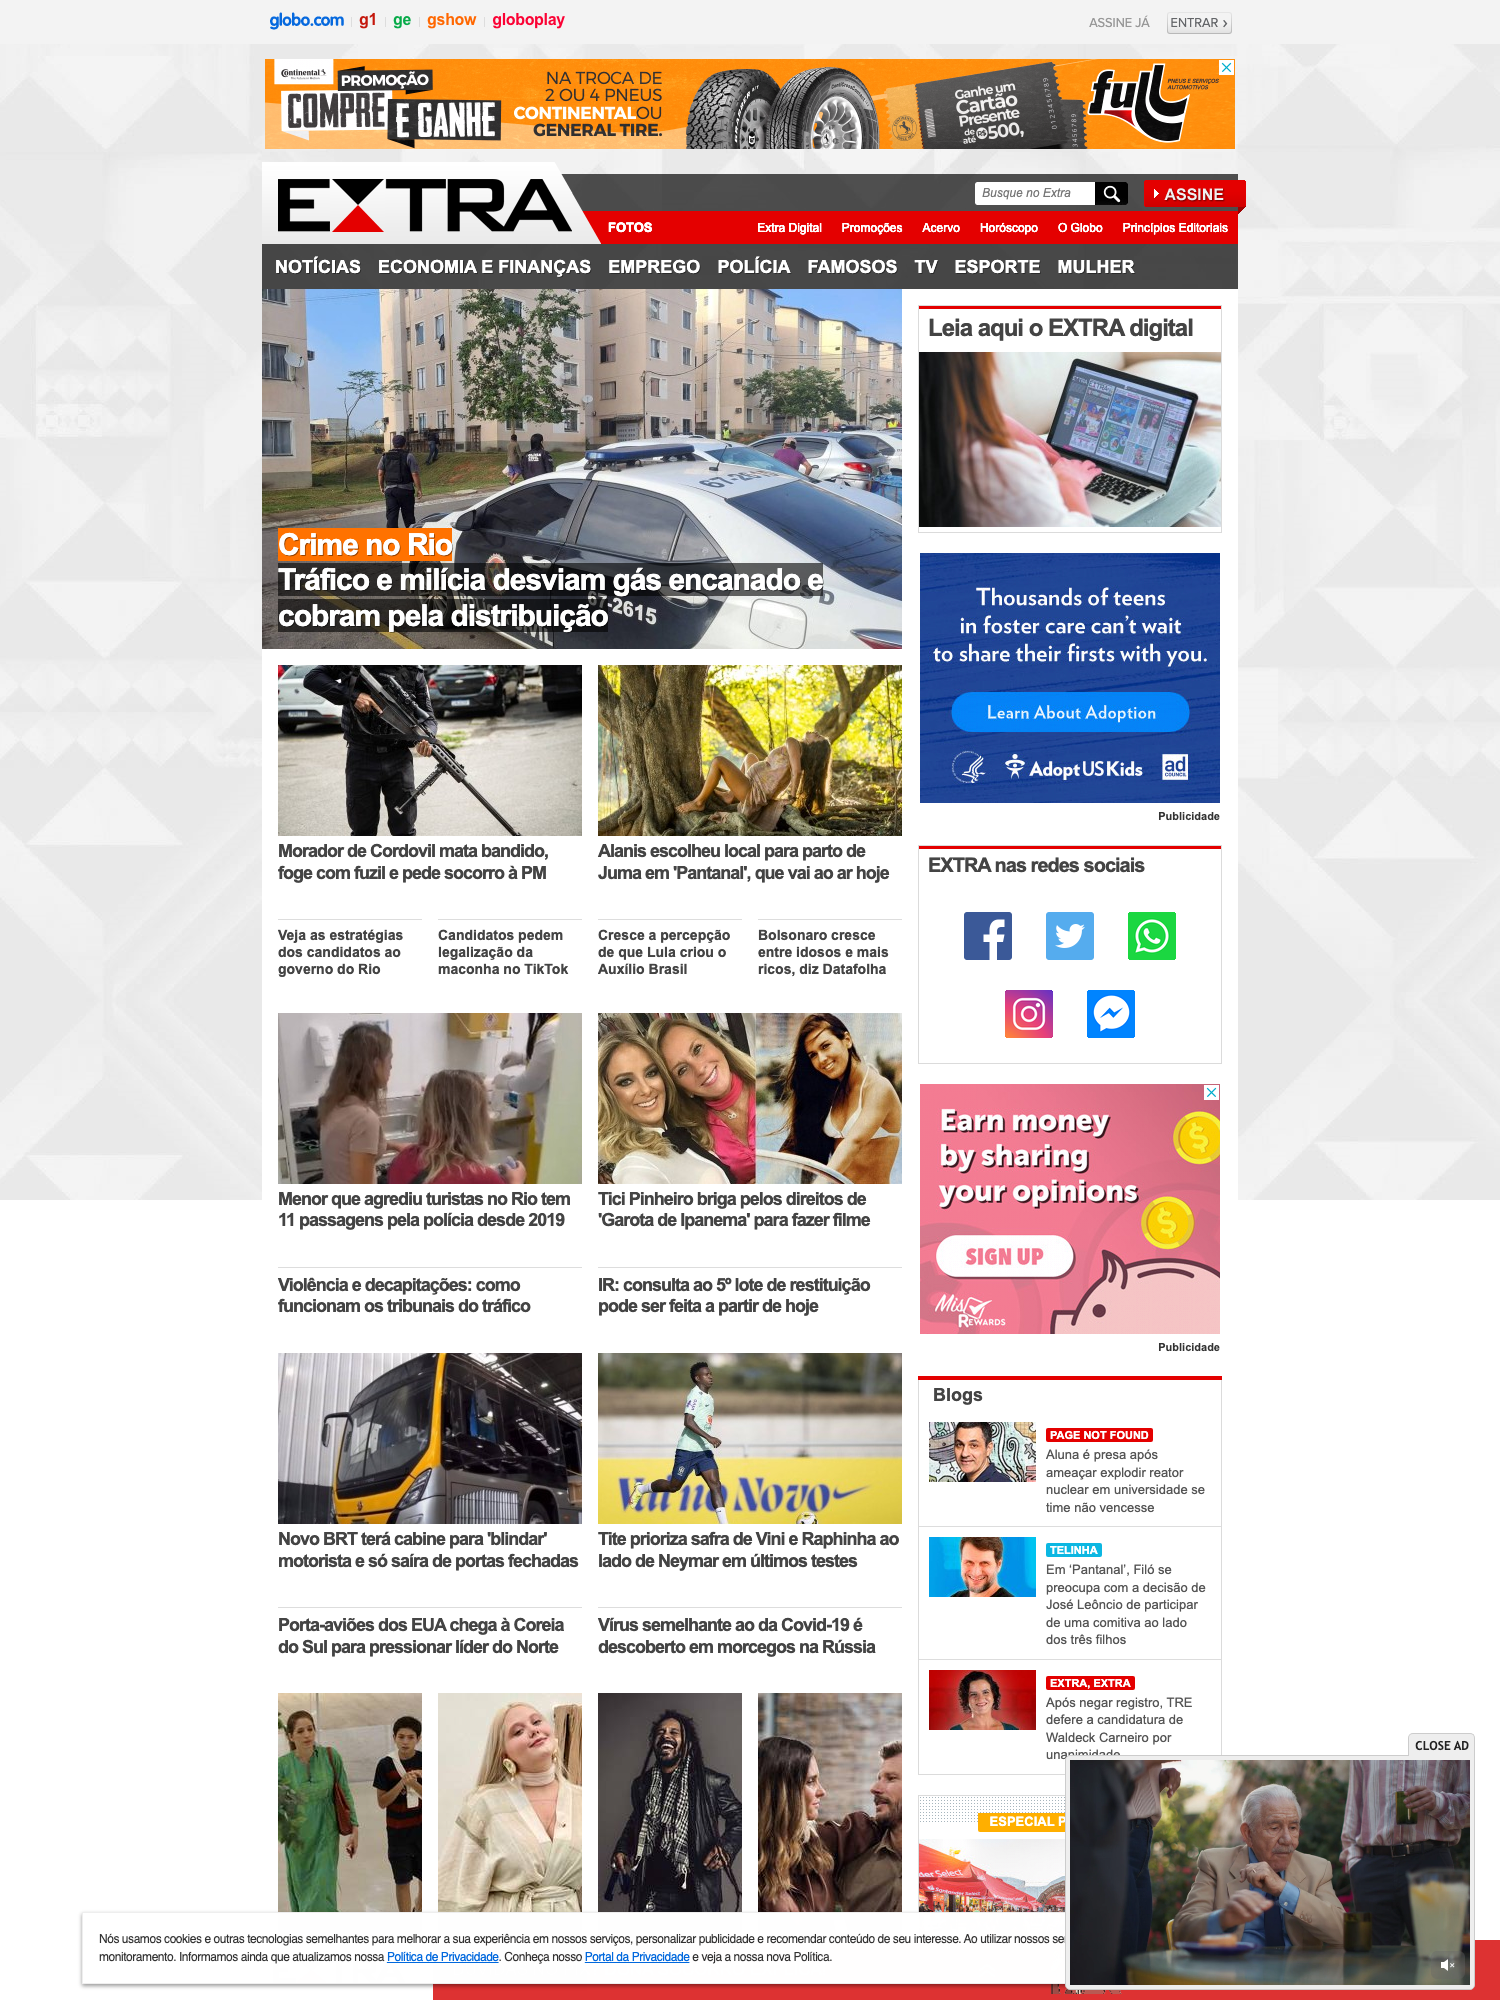 globo.com
g1
ge
gshow
globoplay
ASSINE JÁ
ENTRAR
Continental
PROMOÇÃO
COMPRE
E GANHE
NA TROCA DE
2 OU 4 PNEUS
CONTINENTAL OU
GENERAL TIRE.
Ganhe um
Cartão
Presente
de
até R$ 500,
full
PNEUS E SERVIÇOS
AUTOMOTIVOS
EXTRA
Busque no Extra
ASSINE
FOTOS
Extra Digital
Promoções
Acervo
Horóscopo
O Globo
Princípios Editoriais
NOTÍCIAS
ECONOMIA E FINANÇAS
EMPREGO
POLÍCIA
FAMOSOS
TV
ESPORTE
MULHER
Crime no Rio
Tráfico e milícia desviam gás encanado e
cobram pela distribuição
67-2615
Leia aqui o EXTRA digital
Thousands of teens
in foster care can't wait
to share their firsts with you.
Learn About Adoption
AdoptUSKids
ad
COUNCIL
Publicidade
Morador de Cordovil mata bandido,
foge com fuzil e pede socorro à PM
Alanis escolheu local para parto de
Juma em 'Pantanal', que vai ao ar hoje
Veja as estratégias
dos candidatos ao
governo do Rio
Candidatos pedem
legalização da
maconha no TikTok
Cresce a percepção
de que Lula criou o
Auxílio Brasil
Bolsonaro cresce
entre idosos e mais
ricos, diz Datafolha
EXTRA nas redes sociais
Menor que agrediu turistas no Rio tem
11 passagens pela polícia desde 2019
Tici Pinheiro briga pelos direitos de
'Garota de Ipanema' para fazer filme
Earn money
by sharing
your opinions
SIGN UP
Mis
REWARDS
Publicidade
Violência e decapitações: como
funcionam os tribunais do tráfico
IR: consulta ao 5º lote de restituição
pode ser feita a partir de hoje
Vai no Novo
Novo BRT terá cabine para 'blindar'
motorista e só saíra de portas fechadas
Tite prioriza safra de Vini e Raphinha ao
lado de Neymar em últimos testes
Porta-aviões dos EUA chega à Coreia
do Sul para pressionar líder do Norte
Vírus semelhante ao da Covid-19 é
descoberto em morcegos na Rússia
Blogs
PAGE NOT FOUND
Aluna é presa após
ameaçar explodir reator
nuclear em universidade se
time não vencesse
TELINHA
Em ‘Pantanal’, Filó se
preocupa com a decisão de
José Leôncio de participar
de uma comitiva ao lado
dos três filhos
EXTRA, EXTRA
Após negar registro, TRE
defere a candidatura de
Waldeck Carneiro por
unanimidade
CLOSE AD
ESPECIAL P
Nós usamos cookies e outras tecnologias semelhantes para melhorar a sua experiência em nossos serviços, personalizar publicidade e recomendar conteúdo de seu interesse. Ao utilizar nossos se
monitoramento. Informamos ainda que atualizamos nossa Política de Privacidade. Conheça nosso Portal da Privacidade e veja a nossa nova Política.